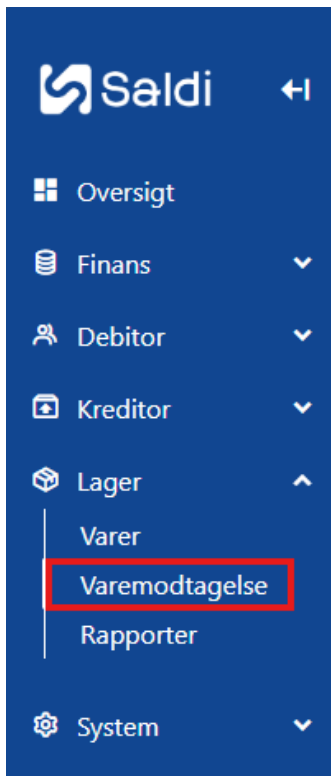 Saldi
Oversigt
Finans
Debitor
Kreditor
Lager
Varer
Varemodtagelse
Rapporter
System